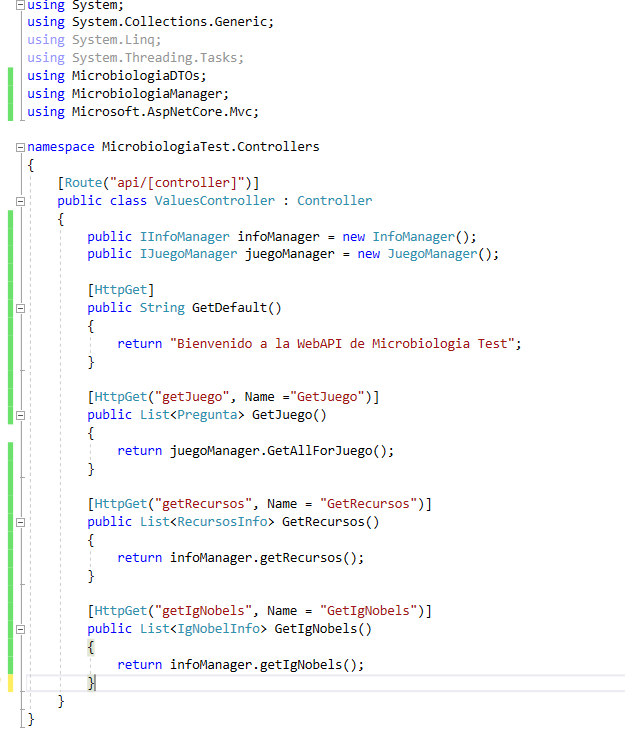 using System;
using System.Collections.Generic;
using System.Linq;
using System.Threading.Tasks;
using MicrobiologiaDTOs;
using MicrobiologiaManager;
using Microsoft.AspNetCore.Mvc;

namespace MicrobiologiaTest.Controllers
{
    [Route("api/[controller]")]
    public class ValuesController : Controller
    {
        public IInfoManager infoManager = new InfoManager();
        public IJuegoManager juegoManager = new JuegoManager();

        [HttpGet]
        public String GetDefault()
        {
            return "Bienvenido a la WebAPI de Microbiologia Test";
        }

        [HttpGet("getJuego", Name ="GetJuego")]
        public List<Pregunta> GetJuego()
        {
            return juegoManager.GetAllForJuego();
        }

        [HttpGet("getRecursos", Name = "GetRecursos")]
        public List<RecursosInfo> GetRecursos()
        {
            return infoManager.getRecursos();
        }

        [HttpGet("getIgNobels", Name = "GetIgNobels")]
        public List<IgNobelInfo> GetIgNobels()
        {
            return infoManager.getIgNobels();
        }
    }
}